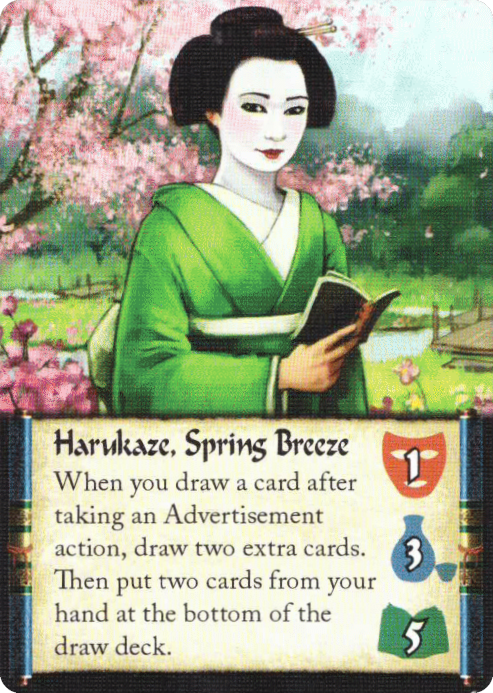 Harukaze, Spring Breeze
When you draw a card after
taking an Advertisement
action, draw two extra cards.
Then put two cards from your
hand at the bottom of the
draw deck.
1
3
5